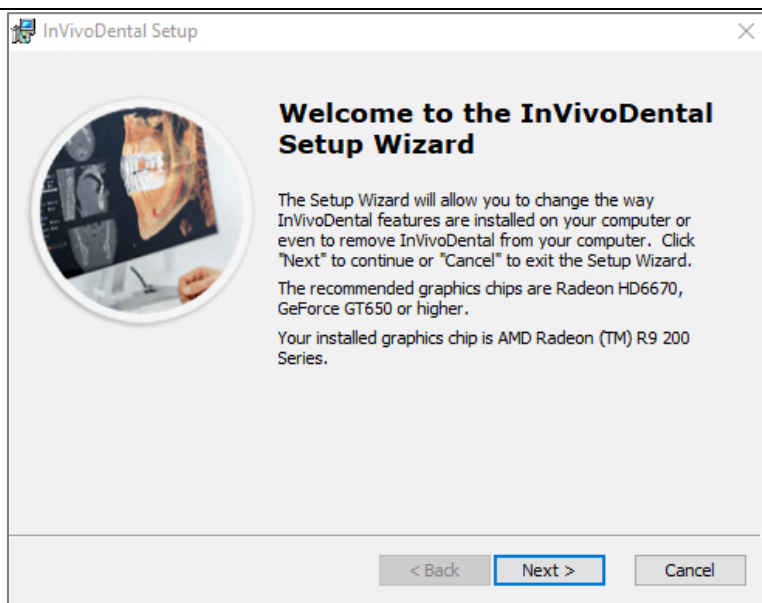 InVivoDental Setup
Welcome to the InVivoDental
Setup Wizard
The Setup Wizard will allow you to change the way
InVivoDental features are installed on your computer or
even to remove InVivoDental from your computer.  Click
"Next" to continue or "Cancel" to exit the Setup Wizard.
The recommended graphics chips are Radeon HD6670,
GeForce GT650 or higher.
Your installed graphics chip is AMD Radeon (TM) R9 200
Series.
< Back
Next >
Cancel